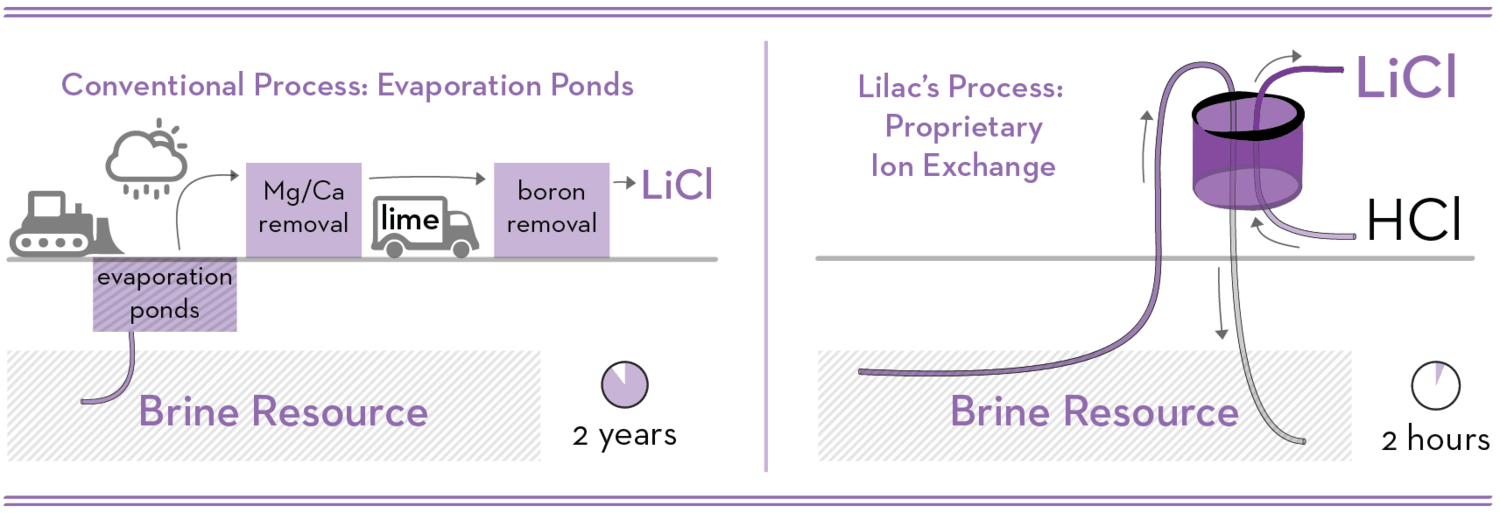 Conventional Process: Evaporation Ponds
Mg/Ca
removal
lime
boron
removal
LiCl
evaporation
ponds
Brine Resource
2 years
Lilac's Process:
Proprietary
Ion Exchange
LiCl
HCl
Brine Resource
2 hours